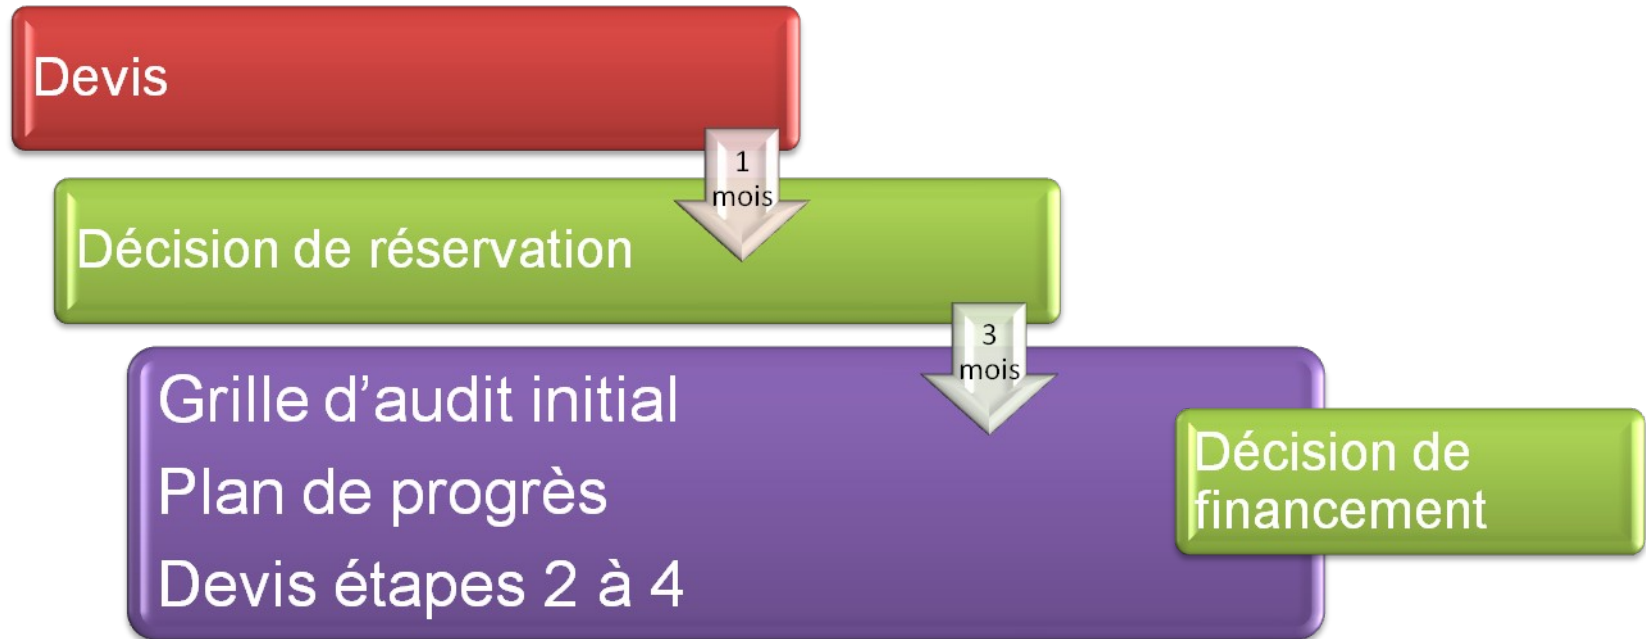 Devis
1
mois
Décision de réservation
3
mois
Grille d’audit initial
Plan de progrès
Devis étapes 2 à 4
Décision de
financement